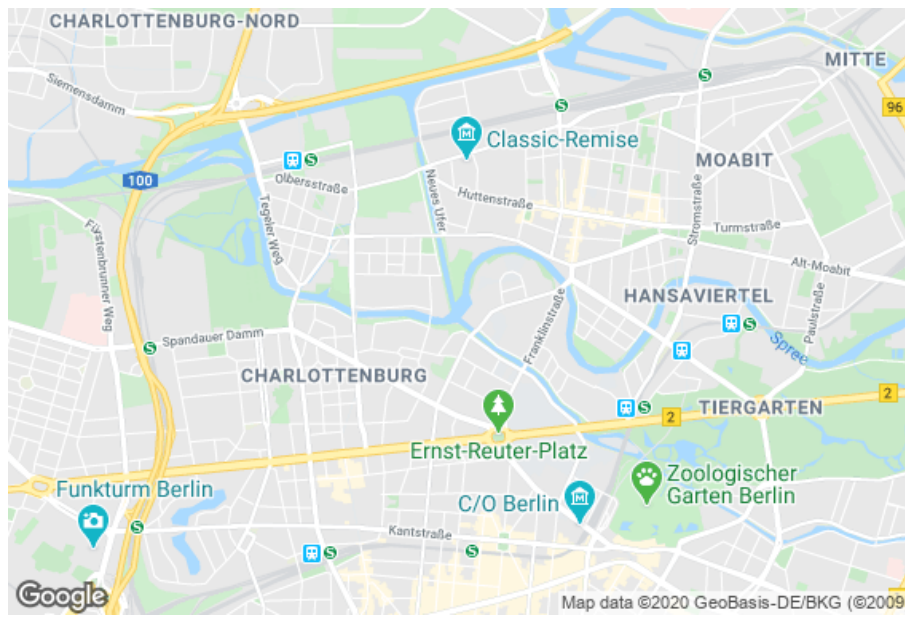 CHARLOTTENBURG-NORD
MITTE
Siemensdamm
S
S
96
Classic-Remise
MOABIT
S
100
Olbersstraße
Huttenstraße
Neues Ufer
Tegeler Weg
Stromstraße
Turmstraße
Fürstenbrunner Weg
Alt-Moabit
HANSAVIERTEL
Franklinstraße
Paulstraße
S
Spree
Spandauer Damm
S
CHARLOTTENBURG
S
2
TIERGARTEN
2
Ernst-Reuter-Platz
Zoologischer
Garten Berlin
Funkturm Berlin
C/O Berlin
S
Kantstraße
S
S
Google
Map data ©2020 GeoBasis-DE/BKG (©2009